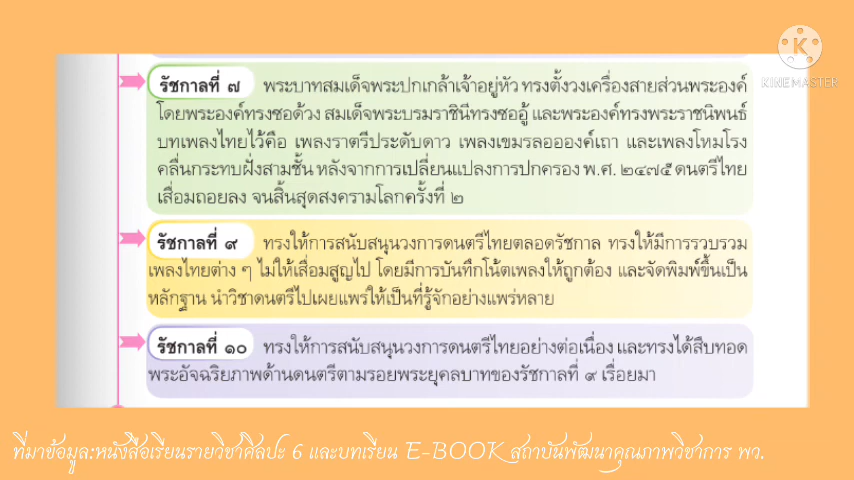 KINEMASTER
รัชกาลที่ ๗ พระบาทสมเด็จพระปกเกล้าเจ้าอยู่หัว ทรงตั้งวงเครื่องสายส่วนพระองค์
โดยพระองค์ทรงซอด้วง สมเด็จพระบรมราชินีทรงซออู้ และพระองค์ทรงพระราชนิพนธ์
บทเพลงไทยไว้คือ เพลงราตรีประดับดาว เพลงเขมรลอยองค์เถา และเพลงโหมโรง
คลื่นกระทบฝั่งสามชั้น หลังจากการเปลี่ยนแปลงการปกครอง พ.ศ. ๒๔๗๕ ดนตรีไทย
เสื่อมถอยลง จนสิ้นสุดสงครามโลกครั้งที่ ๒
รัชกาลที่ ๙ ทรงให้การสนับสนุนวงการดนตรีไทยตลอดรัชกาล ทรงให้มีการรวบรวม
เพลงไทยต่าง ๆ ไม่ให้เสื่อมสูญไป โดยมีการบันทึกโน้ตเพลงให้ถูกต้อง และจัดพิมพ์ขึ้นเป็น
หลักฐาน นำวิชาดนตรีไปเผยแพร่ให้เป็นที่รู้จักอย่างแพร่หลาย
รัชกาลที่ ๑๐ ทรงให้การสนับสนุนวงการดนตรีไทยอย่างต่อเนื่อง และทรงได้สืบทอด
พระอัจฉริยภาพด้านดนตรีตามรอยพระยุคลบาทของรัชกาลที่ ๙ เรื่อยมา
ที่มาข้อมูล:หนังสือเรียนรายวิชาศิลปะ 6 และบทเรียน E-BOOK สถาบันพัฒนาคุณภาพวิชาการ พว.